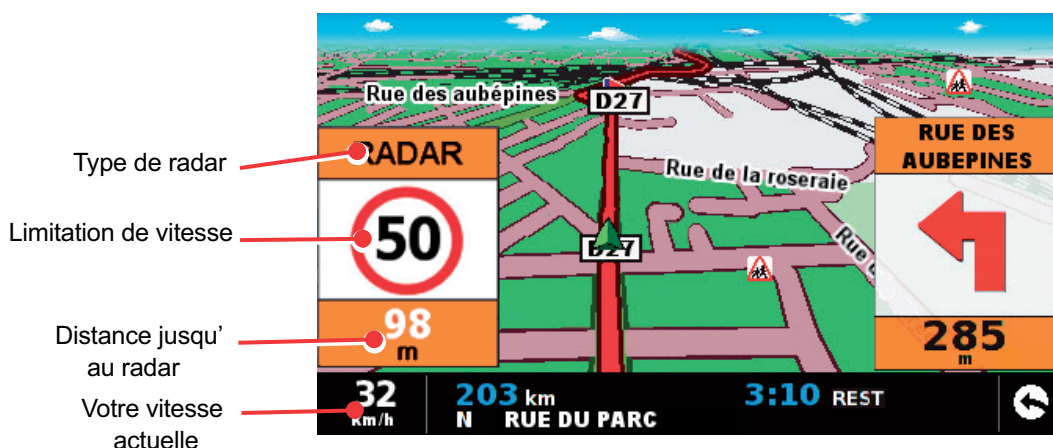 Type de radar
Limitation de vitesse
Distance jusqu'
au radar
Votre vitesse
actuelle
RADAR
50
98
m
Rue des aubépines
D27
Rue de la roseraie
D27
Rue
RUE DES
AUBEPINES
285
m
32
km/h
203 km
3:10 REST
N RUE DU PARC